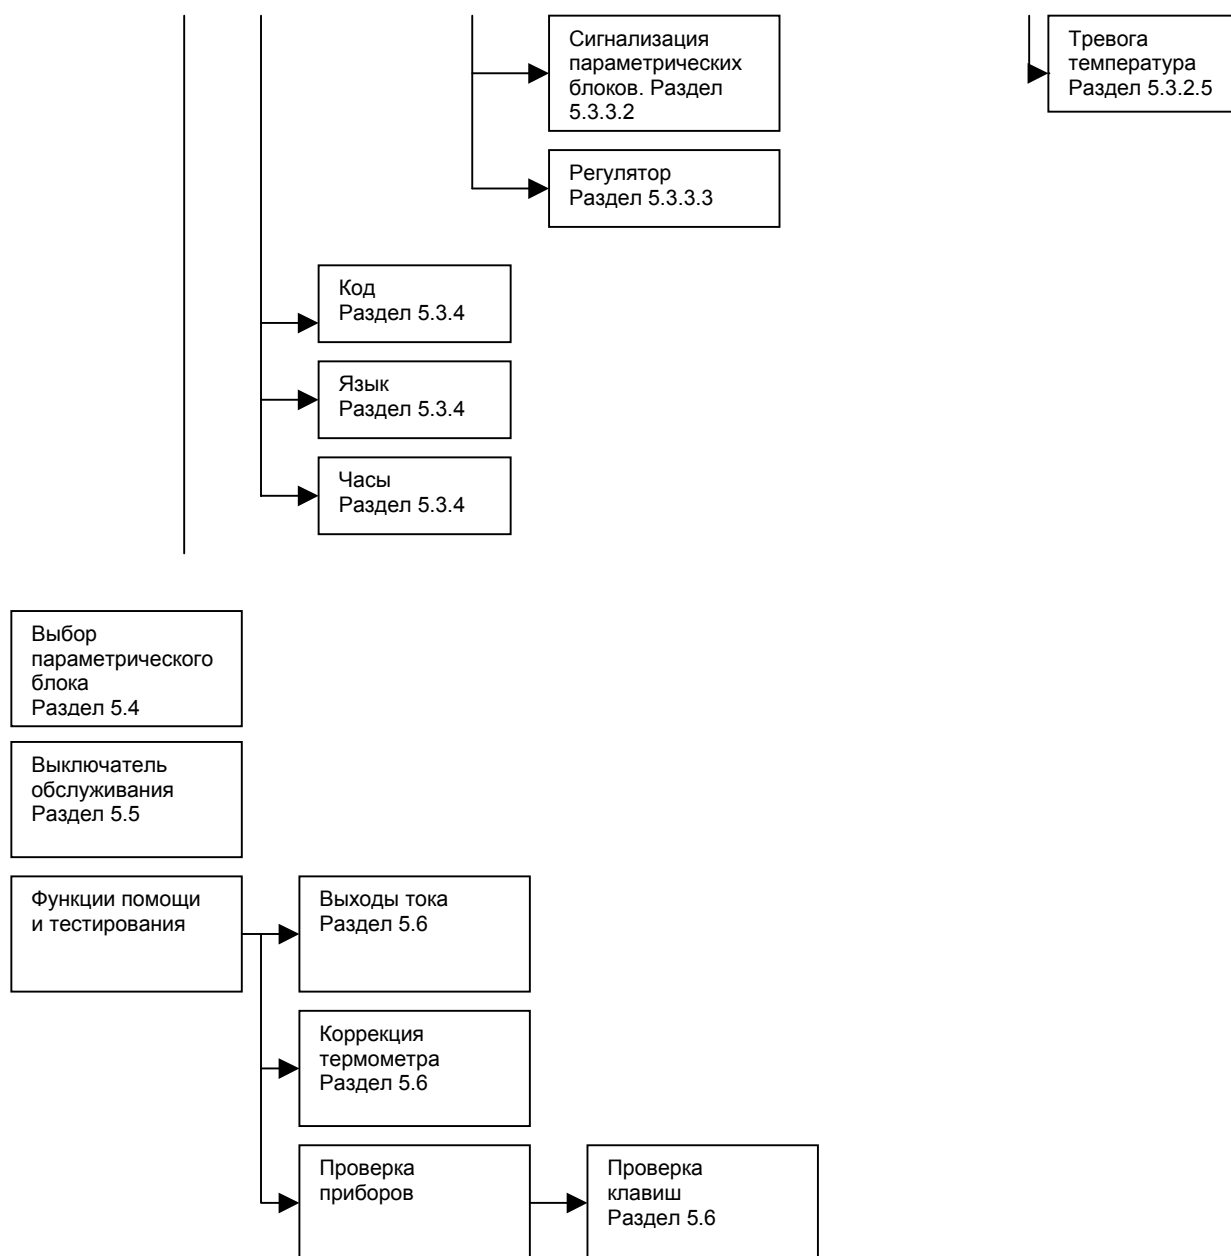 Сигнализация
параметрических
блоков. Раздел
5.3.3.2
Тревога
температура
Раздел 5.3.2.5
Регулятор
Раздел 5.3.3.3
Код
Раздел 5.3.4
Язык
Раздел 5.3.4
Часы
Раздел 5.3.4
Выбор
параметрического
блока
Раздел 5.4
Выключатель
обслуживания
Раздел 5.5
Функции помощи
и тестирования
Выходы тока
Раздел 5.6
Коррекция
термометра
Раздел 5.6
Проверка
приборов
Проверка
клавиш
Раздел 5.6